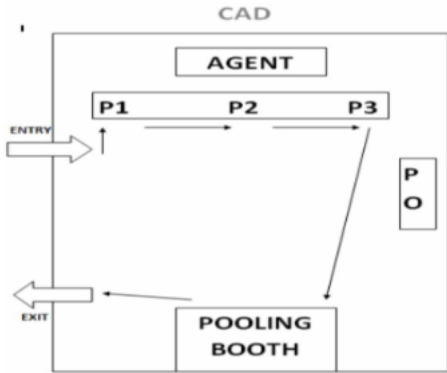 CAD
AGENT
P1 P2 P3
ENTRY
P
O
EXIT
POOLING
BOOTH